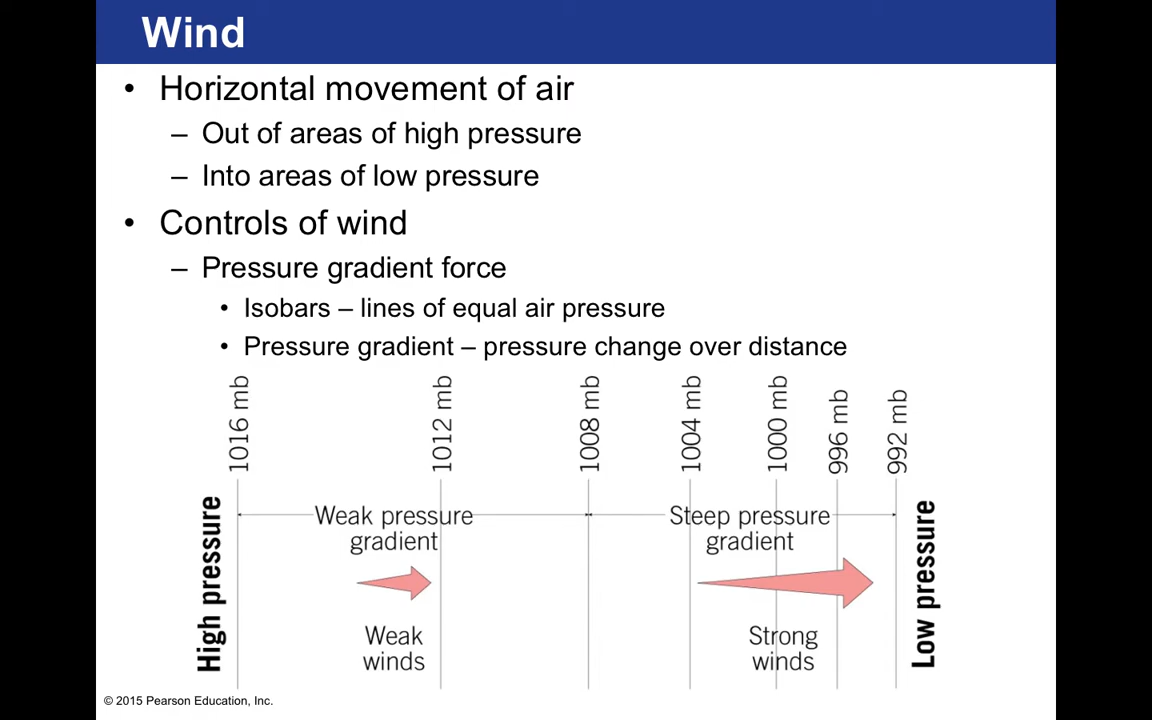 Wind
• Horizontal movement of air
– Out of areas of high pressure
– Into areas of low pressure
• Controls of wind
– Pressure gradient force
• Isobars – lines of equal air pressure
• Pressure gradient – pressure change over distance
1016 mb
1012 mb
1008 mb
1004 mb
1000 mb
996 mb
992 mb
High pressure
Weak pressure
gradient
Weak
winds
Steep pressure
gradient
Strong
winds
Low pressure
© 2015 Pearson Education, Inc.